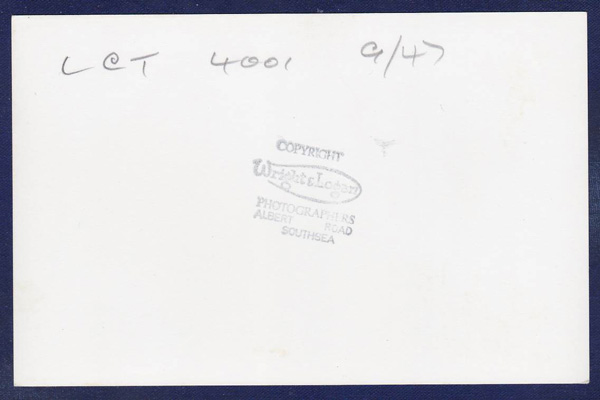 LCT 4001 9/47
COPYRIGHT
Wright & Logan
PHOTOGRAPHERS
ALBERT ROAD
SOUTHSEA